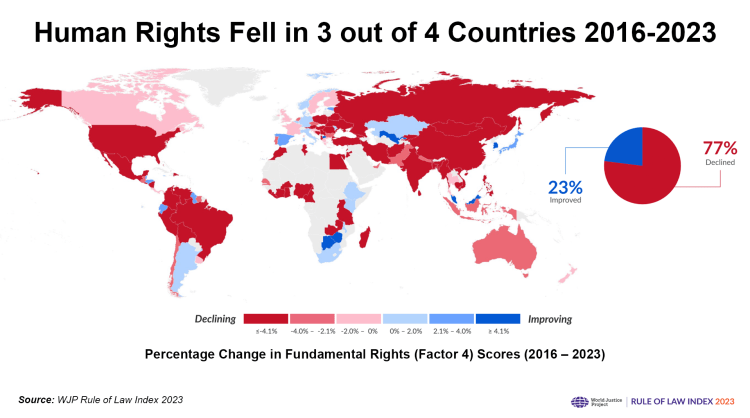 Human Rights Fell in 3 out of 4 Countries 2016-2023
77%
Declined
23%
Improved
Declining
Improving
≤-4.1%
-4.0% – -2.1%
-2.0% – 0%
0% – 2.0%
2.1% – 4.0%
≥ 4.1%
Percentage Change in Fundamental Rights (Factor 4) Scores (2016 – 2023)
Source: WJP Rule of Law Index 2023
World Justice
Project
RULE OF LAW INDEX 2023